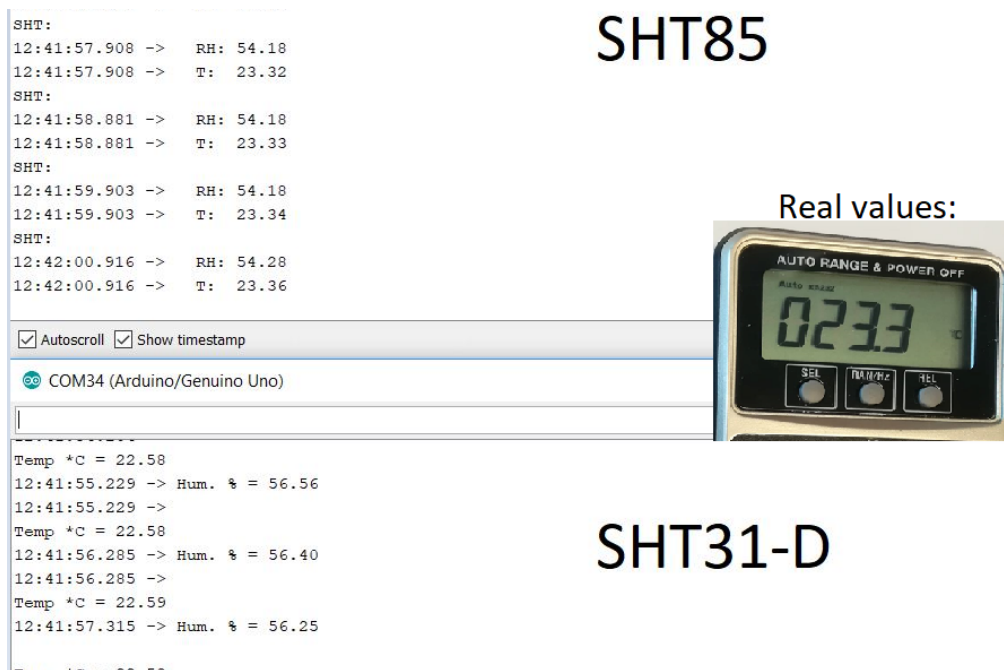 SHT:
12:41:57.908 -> RH: 54.18
12:41:57.908 -> T: 23.32
SHT:
12:41:58.881 -> RH: 54.18
12:41:58.881 -> T: 23.33
SHT:
12:41:59.903 -> RH: 54.18
12:41:59.903 -> T: 23.34
SHT:
12:42:00.916 -> RH: 54.28
12:42:00.916 -> T: 23.36
SHT85
Real values:
AUTO RANGE & POWER OFF
023.3
°C
SEL
REL
Autoscroll Show timestamp
COM34 (Arduino/Genuino Uno)
Temp *C = 22.58
12:41:55.229 -> Hum. % = 56.56
12:41:55.229 ->
Temp *C = 22.58
12:41:56.285 -> Hum. % = 56.40
12:41:56.285 ->
Temp *C = 22.59
12:41:57.315 -> Hum. % = 56.25
SHT31-D